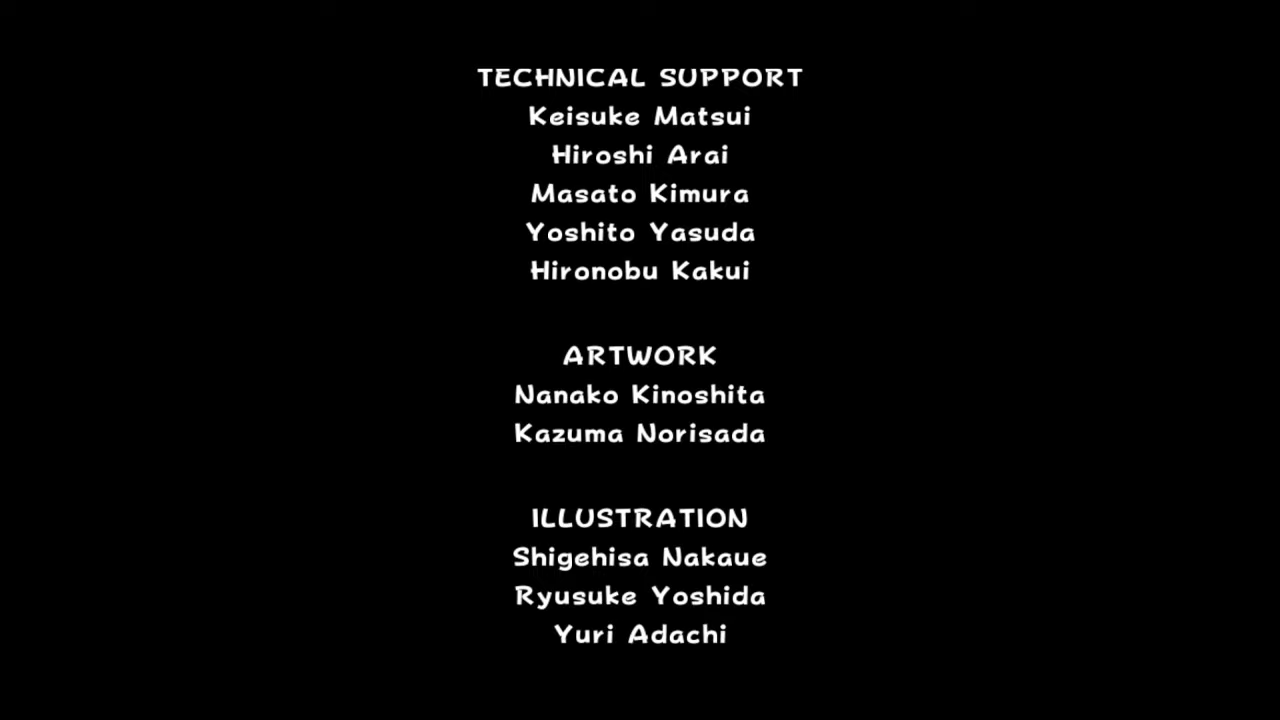 TECHNICAL SUPPORT
Keisuke Matsui
Hiroshi Arai
Masato Kimura
Yoshito Yasuda
Hironobu Kakui
ARTWORK
Nanako Kinoshita
Kazuma Norisada
ILLUSTRATION
Shigehisa Nakaue
Ryusuke Yoshida
Yuri Adachi